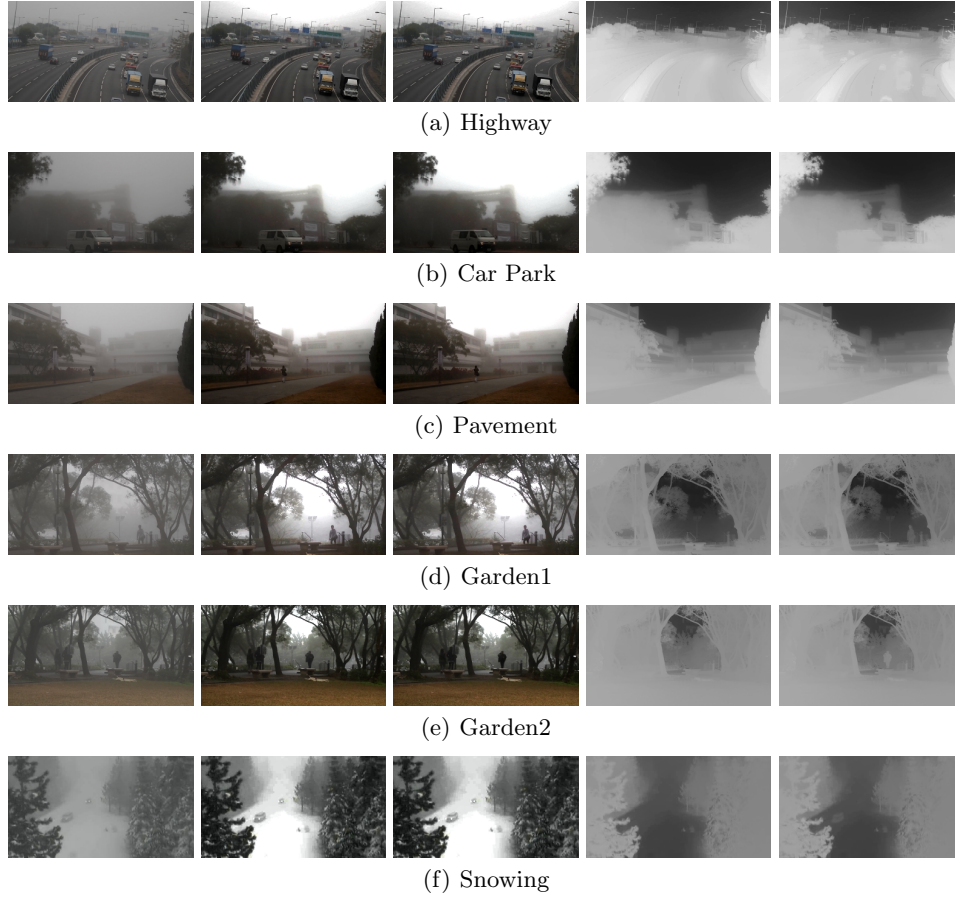 (a) Highway
(b) Car Park
(c) Pavement
(d) Garden1
(e) Garden2
(f) Snowing